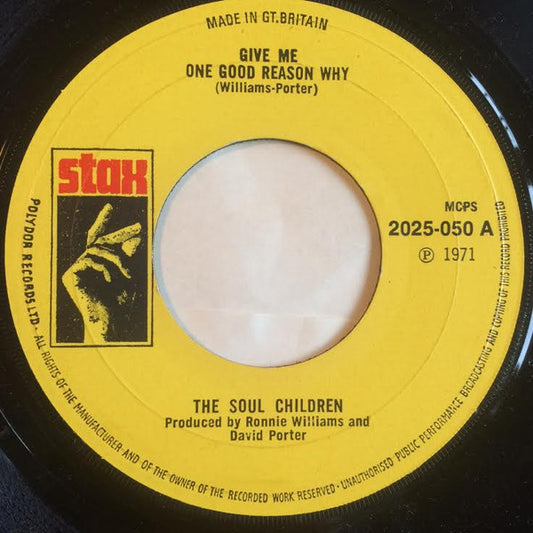 MADE IN GT.BRITAIN
GIVE ME
ONE GOOD REASON WHY
(Williams-Porter)
stax
MCPS
2025-050 A
℗ 1971
THE SOUL CHILDREN
Produced by Ronnie Williams and
David Porter
POLYDOR RECORDS LTD · ALL RIGHTS OF THE MANUFACTURER AND OF THE OWNER OF THE RECORDED WORK RESERVED · UNAUTHORISED PUBLIC PERFORMANCE BROADCASTING AND COPYING OF THIS RECORD PROHIBITED